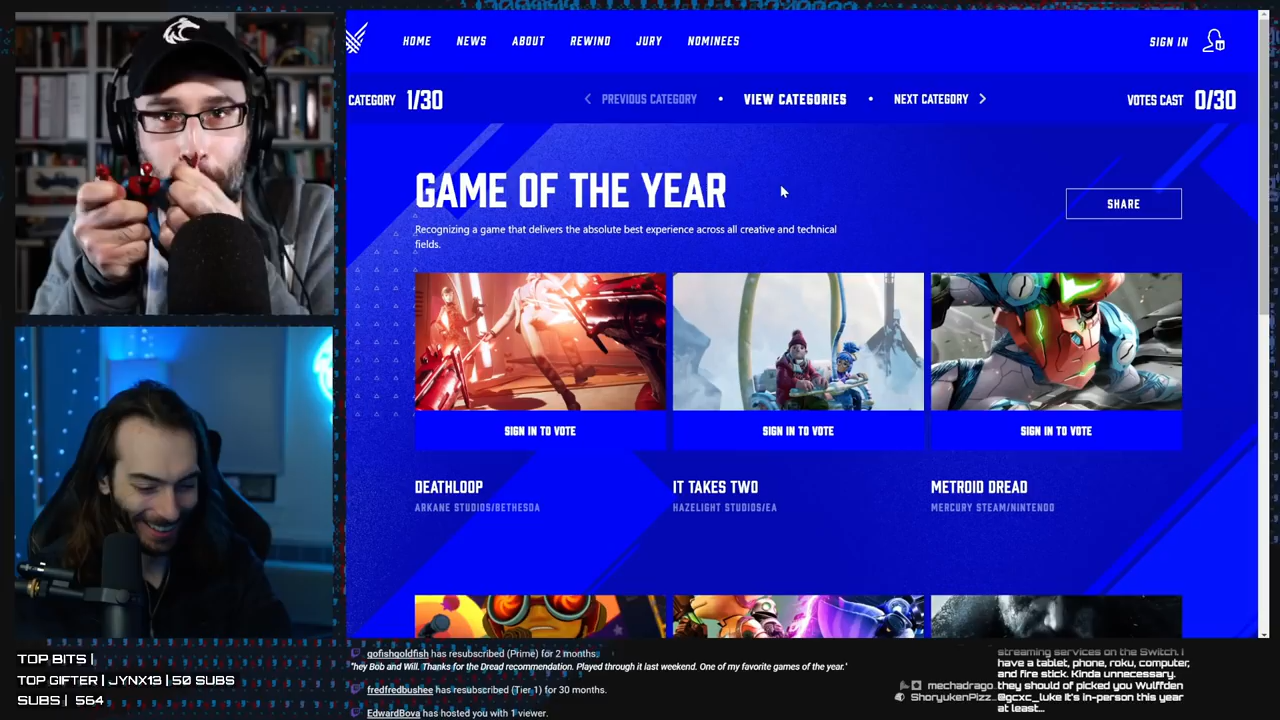 HOME NEWS ABOUT REWIND JURY NOMINEES SIGN IN
CATEGORY 1/30 PREVIOUS CATEGORY • VIEW CATEGORIES • NEXT CATEGORY VOTES CAST 0/30
GAME OF THE YEAR
SHARE
Recognizing a game that delivers the absolute best experience across all creative and technical
fields.
SIGN IN TO VOTE SIGN IN TO VOTE SIGN IN TO VOTE
DEATHLOOP IT TAKES TWO METROID DREAD
ARKANE STUDIOS/BETHESDA HAZELIGHT STUDIOS/EA MERCURY STEAM/NINTENDO
TOP BITS |
TOP GIFTER | JYNX13 | 50 SUBS
SUBS | 564
gofishgoldfish has resubscribed (Prime) for 2 months.
"hey Bob and Will. Thanks for the Dread recommendation. Played through it last weekend. One of my favorite games of the year."
fredfredbushee has resubscribed (Tier 1) for 30 months.
EdwardBova has hosted you with 1 viewer.
streaming services on the Switch. I
have a tablet, phone, roku, computer,
and fire stick. Kinda unnecessary.
mechadrago they should of picked you Wulffden
ShoryukenPizz... @gcxc_luke it's in-person this year
at least...